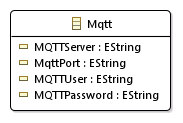 Mqtt
MQTTServer : EString
MqttPort : EString
MQTTUser : EString
MQTTPassword : EString